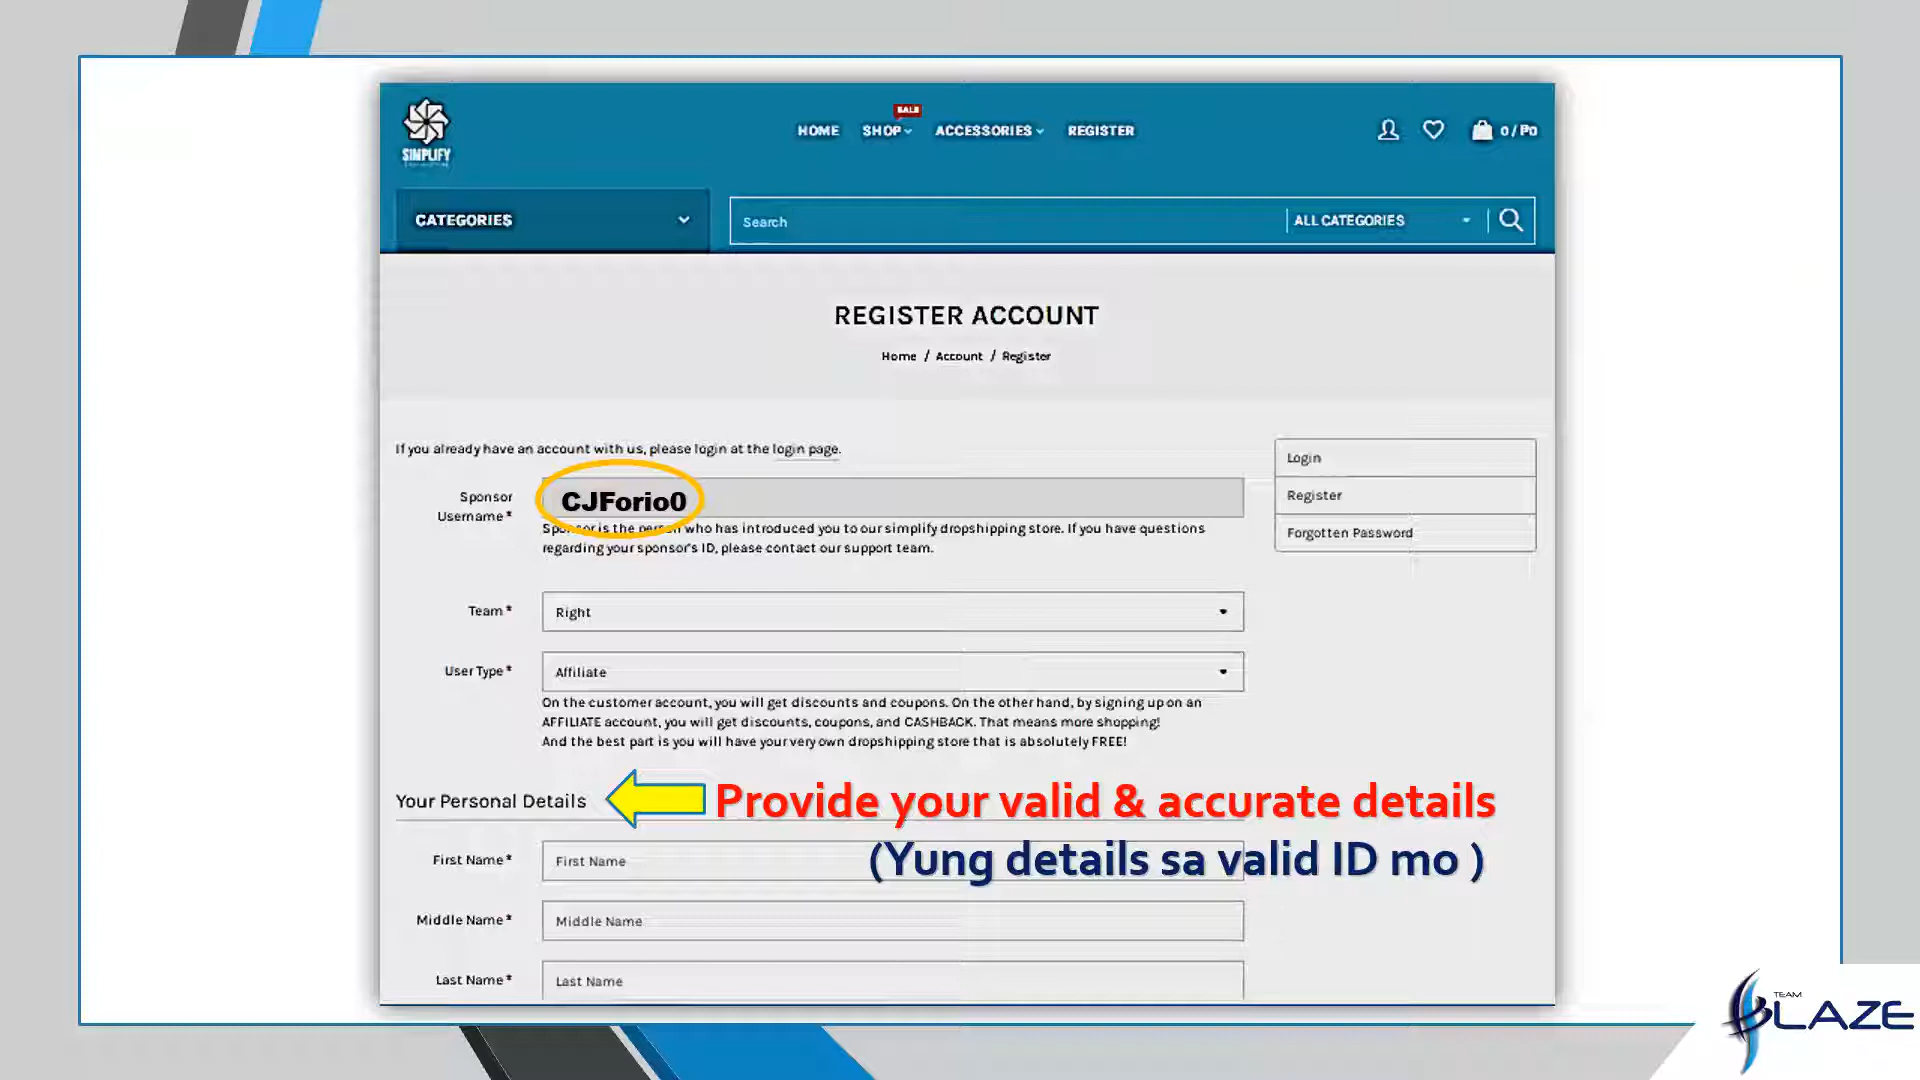 SALE
HOME SHOP ACCESSORIES REGISTER
0 / ₱0
SIMPLIFY
CATEGORIES
Search
ALL CATEGORIES
REGISTER ACCOUNT
Home / Account / Register
If you already have an account with us, please login at the login page.
Sponsor Username *
CJForio0
Sponsor is the person who has introduced you to our simplify dropshipping store. If you have questions
regarding your sponsor's ID, please contact our support team.
Login
Register
Forgotten Password
Team *
Right
User Type *
Affiliate
On the customer account, you will get discounts and coupons. On the other hand, by signing up on an
AFFILIATE account, you will get discounts, coupons, and CASHBACK. That means more shopping!
And the best part is you will have your very own dropshipping store that is absolutely FREE!
Your Personal Details
Provide your valid & accurate details
(Yung details sa valid ID mo )
First Name *
First Name
Middle Name *
Middle Name
Last Name *
Last Name
TEAM
BLAZE